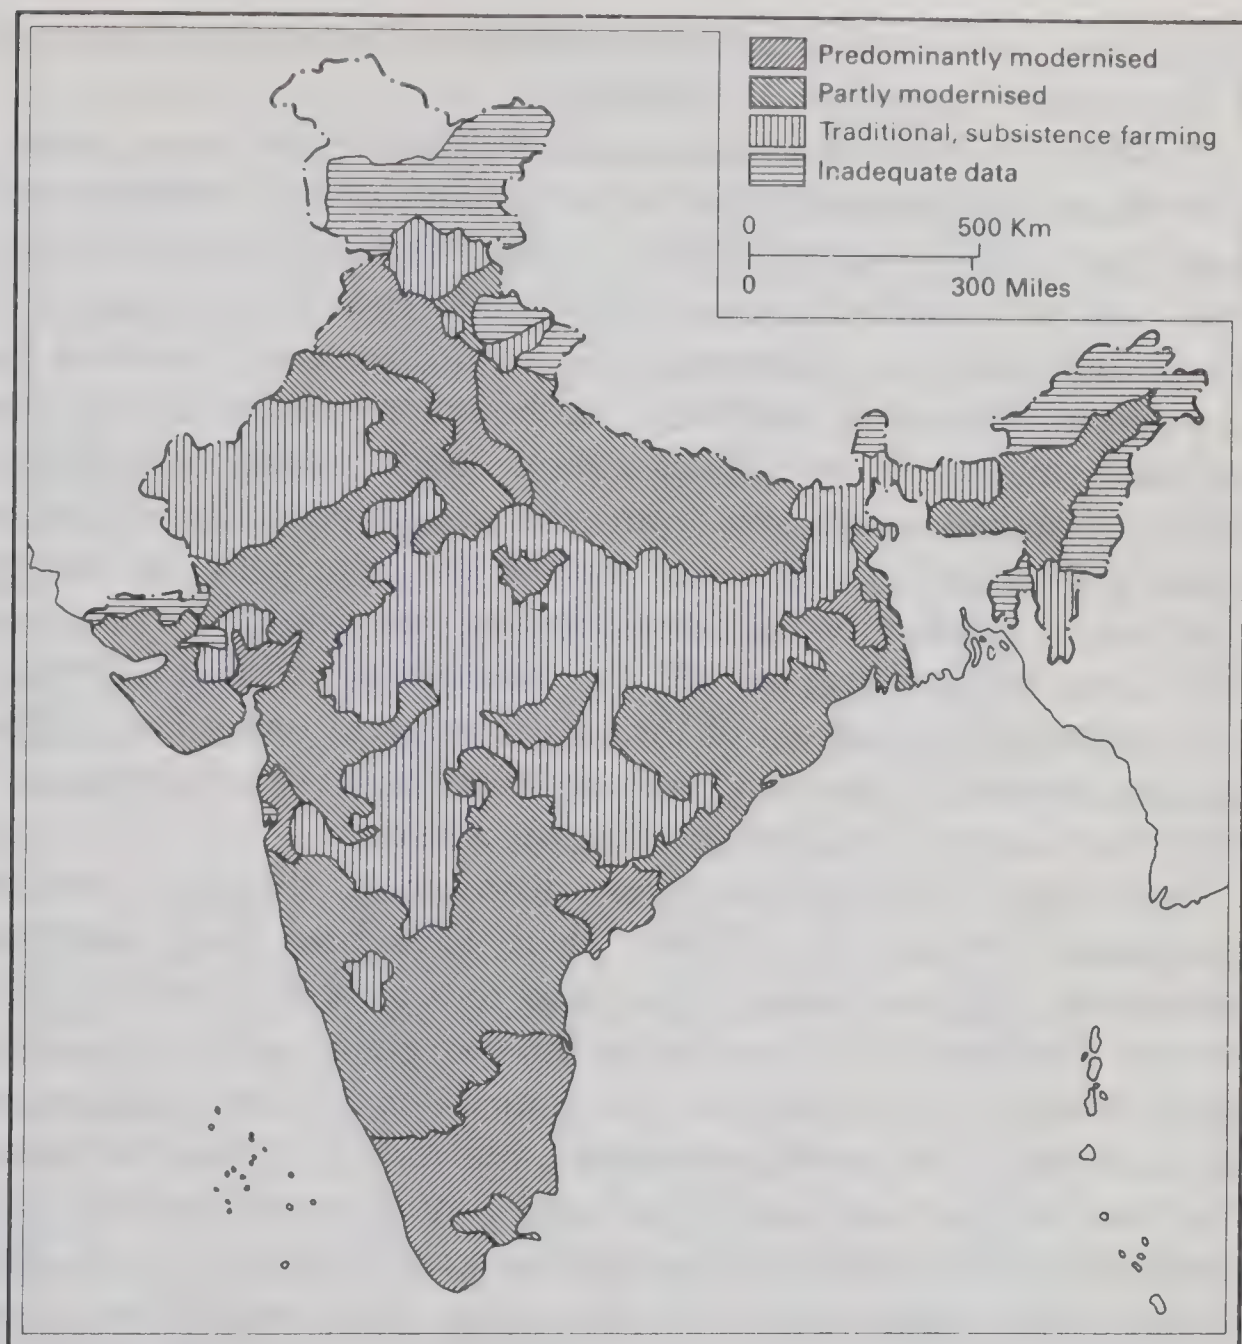 Predominantly modernised
Partly modernised
Traditional, subsistence farming
Inadequate data
0 500 Km
0 300 Miles